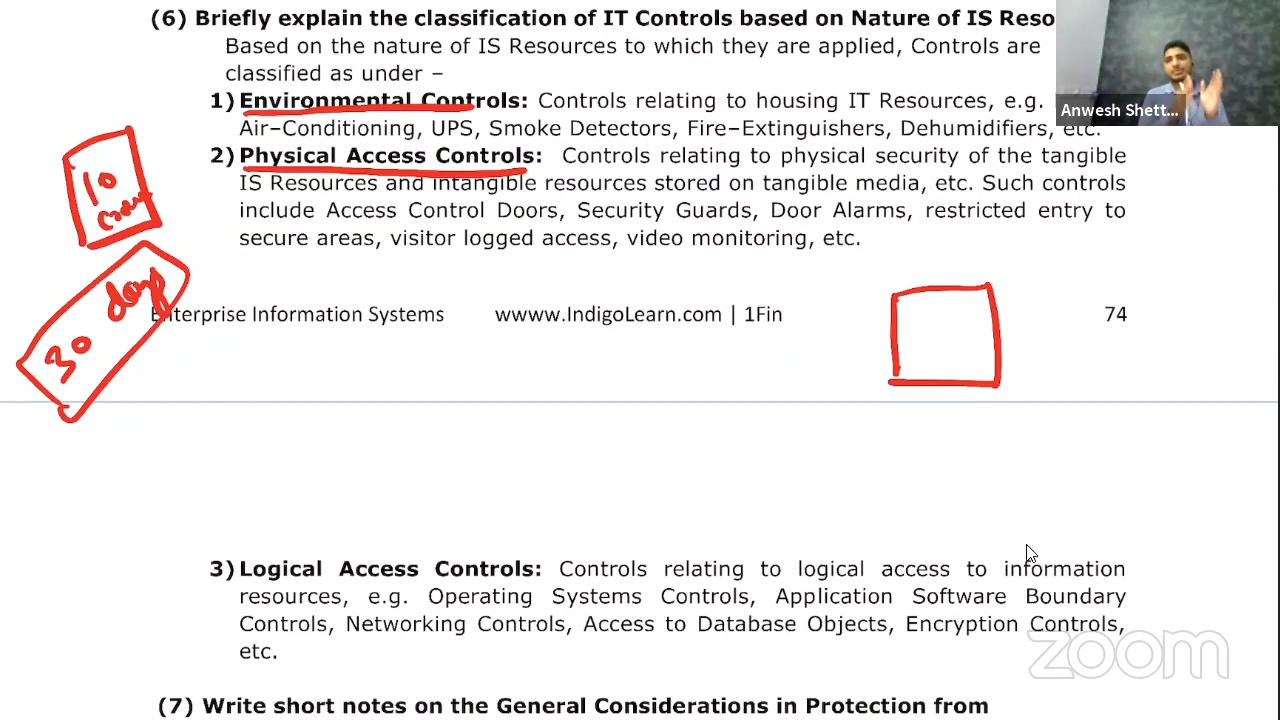 (6) Briefly explain the classification of IT Controls based on Nature of IS Reso
Based on the nature of IS Resources to which they are applied, Controls are
classified as under –
1) Environmental Controls: Controls relating to housing IT Resources, e.g.
Air–Conditioning, UPS, Smoke Detectors, Fire–Extinguishers, Dehumidifiers, etc.
Anwesh Shett...
2) Physical Access Controls: Controls relating to physical security of the tangible
IS Resources and intangible resources stored on tangible media, etc. Such controls
include Access Control Doors, Security Guards, Door Alarms, restricted entry to
secure areas, visitor logged access, video monitoring, etc.
10
30 days
Enterprise Information Systems wwww.IndigoLearn.com | 1Fin 74
3) Logical Access Controls: Controls relating to logical access to information
resources, e.g. Operating Systems Controls, Application Software Boundary
Controls, Networking Controls, Access to Database Objects, Encryption Controls,
etc.
zoom
(7) Write short notes on the General Considerations in Protection from